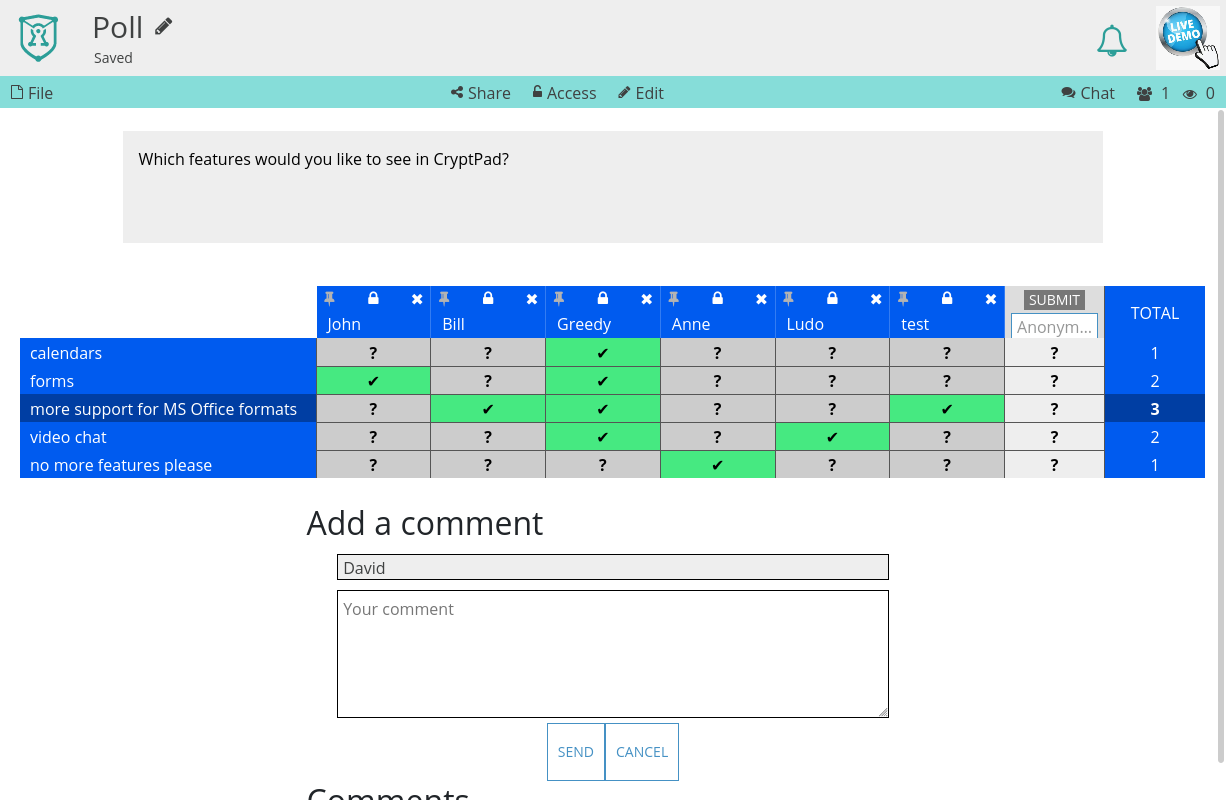 Poll
Saved
LIVE
DEMO
File Share Access Edit Chat 1 0
Which features would you like to see in CryptPad?
SUBMIT
John Bill Greedy Anne Ludo test Anonym... TOTAL
calendars ? ? ✔ ? ? ? ? 1
forms ✔ ? ✔ ? ? ? ? 2
more support for MS Office formats ? ✔ ✔ ? ? ✔ ? 3
video chat ? ? ✔ ? ✔ ? ? 2
no more features please ? ? ? ✔ ? ? ? 1
Add a comment
David
Your comment
SEND CANCEL
Comments